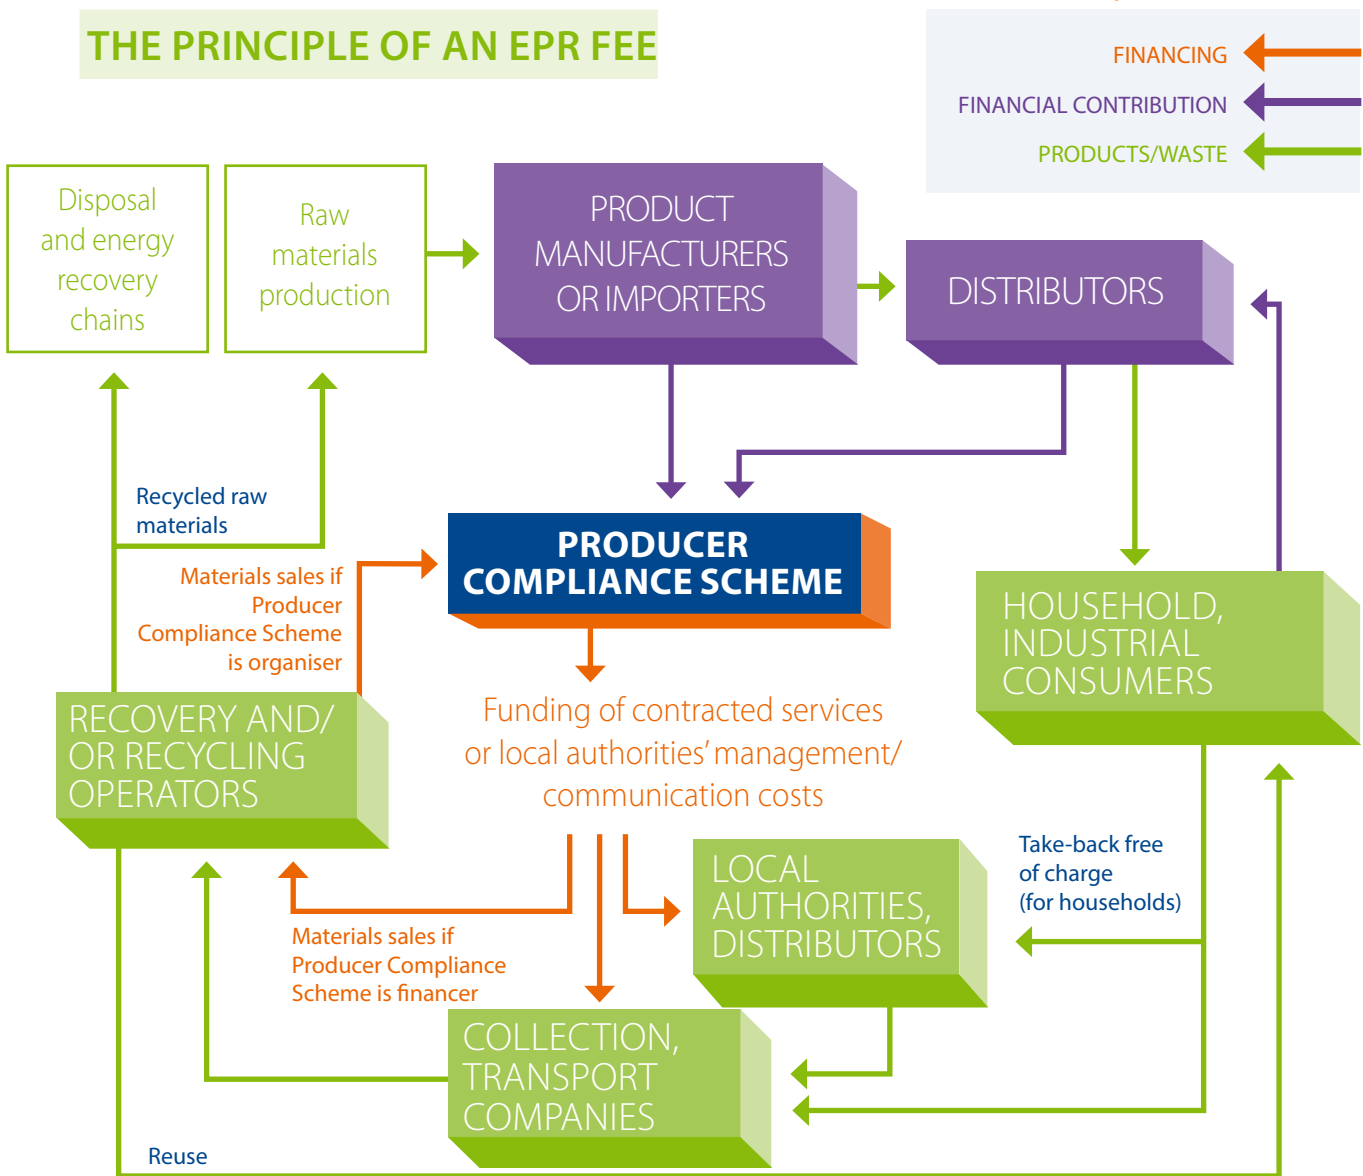 THE PRINCIPLE OF AN EPR FEE
FINANCING
FINANCIAL CONTRIBUTION
PRODUCTS/WASTE
Disposal
and energy
recovery
chains
Raw
materials
production
PRODUCT
MANUFACTURERS
OR IMPORTERS
DISTRIBUTORS
Recycled raw
materials
Materials sales if
Producer
Compliance Scheme
is organiser
PRODUCER
COMPLIANCE SCHEME
HOUSEHOLD,
INDUSTRIAL
CONSUMERS
RECOVERY AND/
OR RECYCLING
OPERATORS
Funding of contracted services
or local authorities’ management/
communication costs
Take-back free
of charge
(for households)
LOCAL
AUTHORITIES,
DISTRIBUTORS
Materials sales if
Producer Compliance
Scheme is financer
COLLECTION,
TRANSPORT
COMPANIES
Reuse